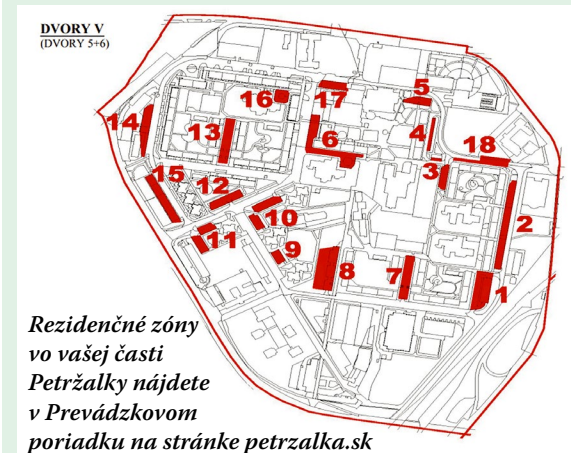 DVORY V
(DVORY 5+6)
5
16
17
14
4
13
6
18
3
15
12
2
10
11
9
8
7
1
Rezidenčné zóny
vo vašej časti
Petržalky nájdete
v Prevádzkovom
poriadku na stránke petrzalka.sk